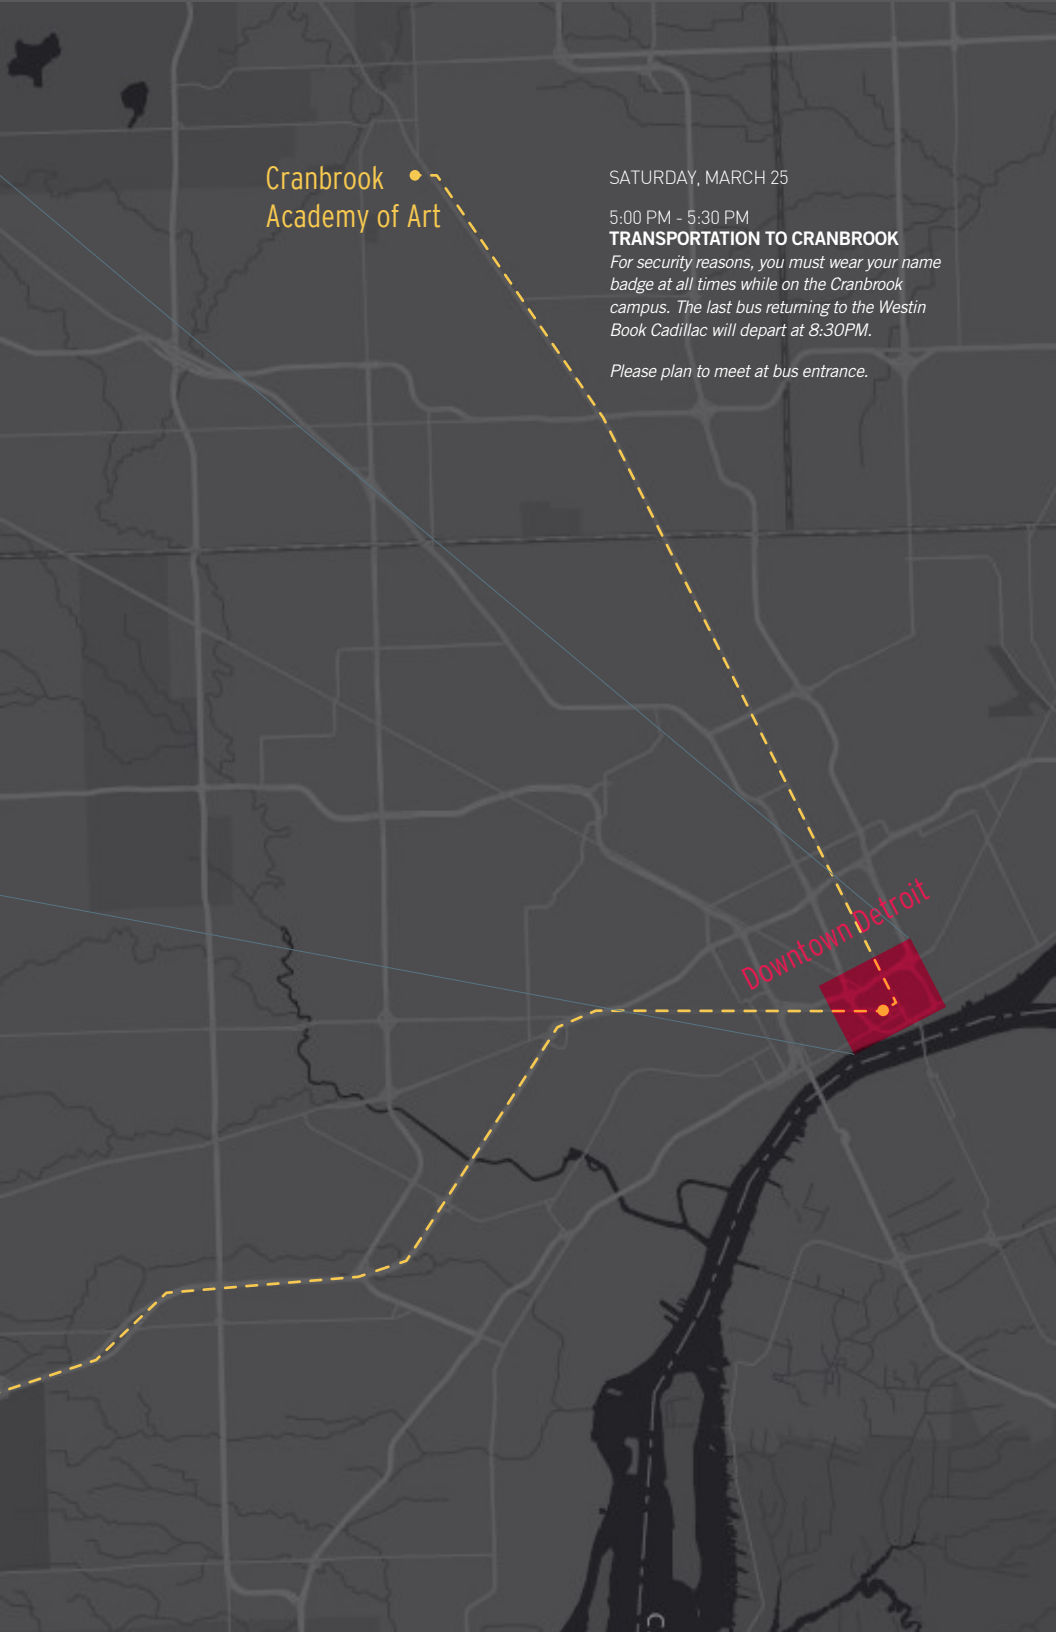 Cranbrook
Academy of Art
SATURDAY, MARCH 25
5:00 PM - 5:30 PM
TRANSPORTATION TO CRANBROOK
For security reasons, you must wear your name
badge at all times while on the Cranbrook
campus. The last bus returning to the Westin
Book Cadillac will depart at 8:30PM.
Please plan to meet at bus entrance.
Downtown Detroit